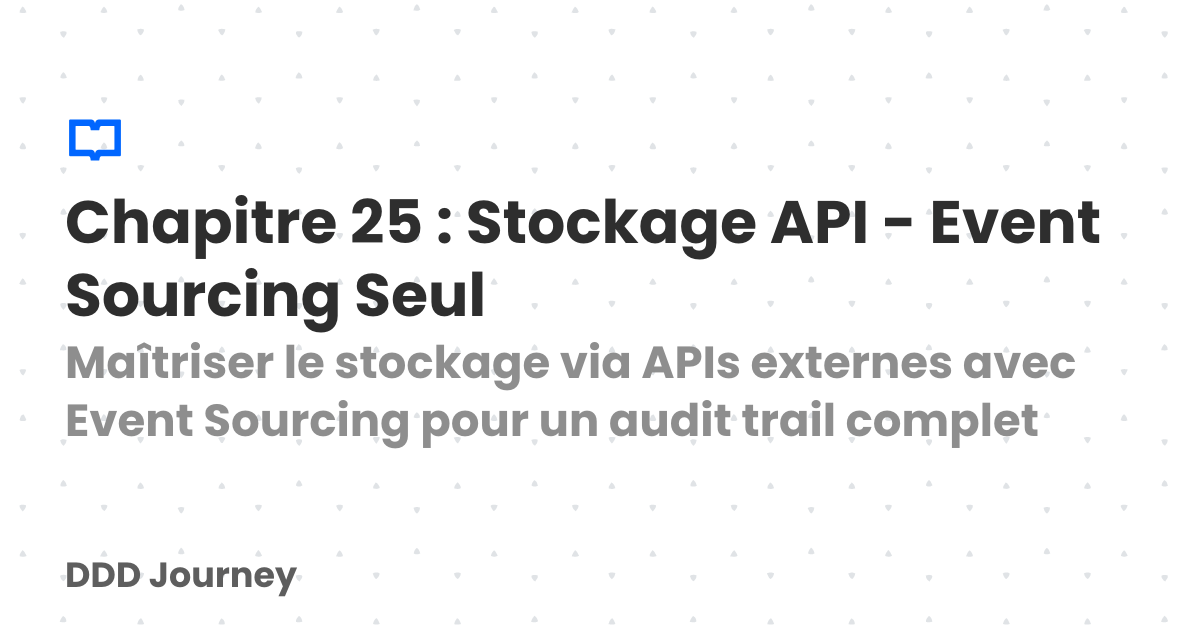 Chapitre 25 : Stockage API - Event
Sourcing Seul
Maîtriser le stockage via APIs externes avec
Event Sourcing pour un audit trail complet
DDD Journey